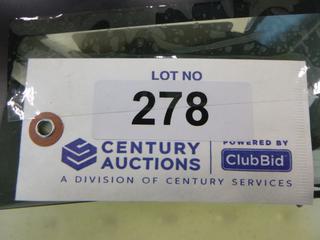 LOT NO
278
CENTURY
AUCTIONS
POWERED BY
ClubBid
A DIVISION OF CENTURY SERVICES